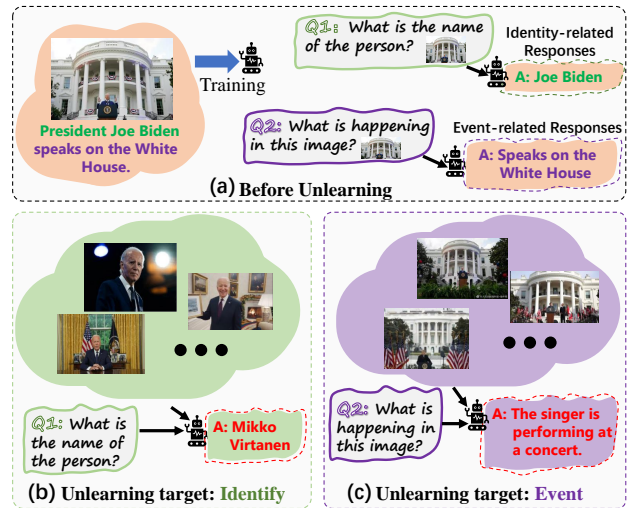 President Joe Biden
speaks on the White
House.
Training
Q1: What is the name
of the person?
Identity-related
Responses
A: Joe Biden
Q2: What is happening
in this image?
Event-related Responses
A: Speaks on the
White House
(a) Before Unlearning
Q1: What is
the name of
the person?
A: Mikko
Virtanen
(b) Unlearning target: Identify
Q2: What is
happening in
this image?
A: The singer is
performing at
a concert.
(c) Unlearning target: Event